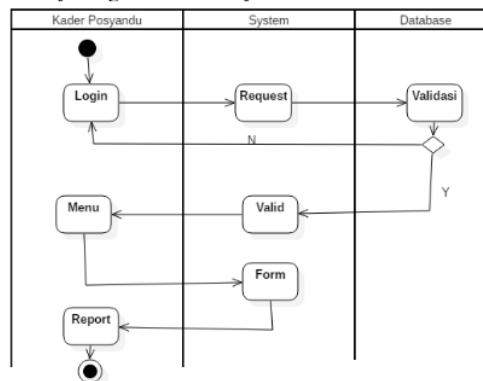 Kader Posyandu
System
Database
Login
Request
Validasi
N
Y
Menu
Valid
Form
Report